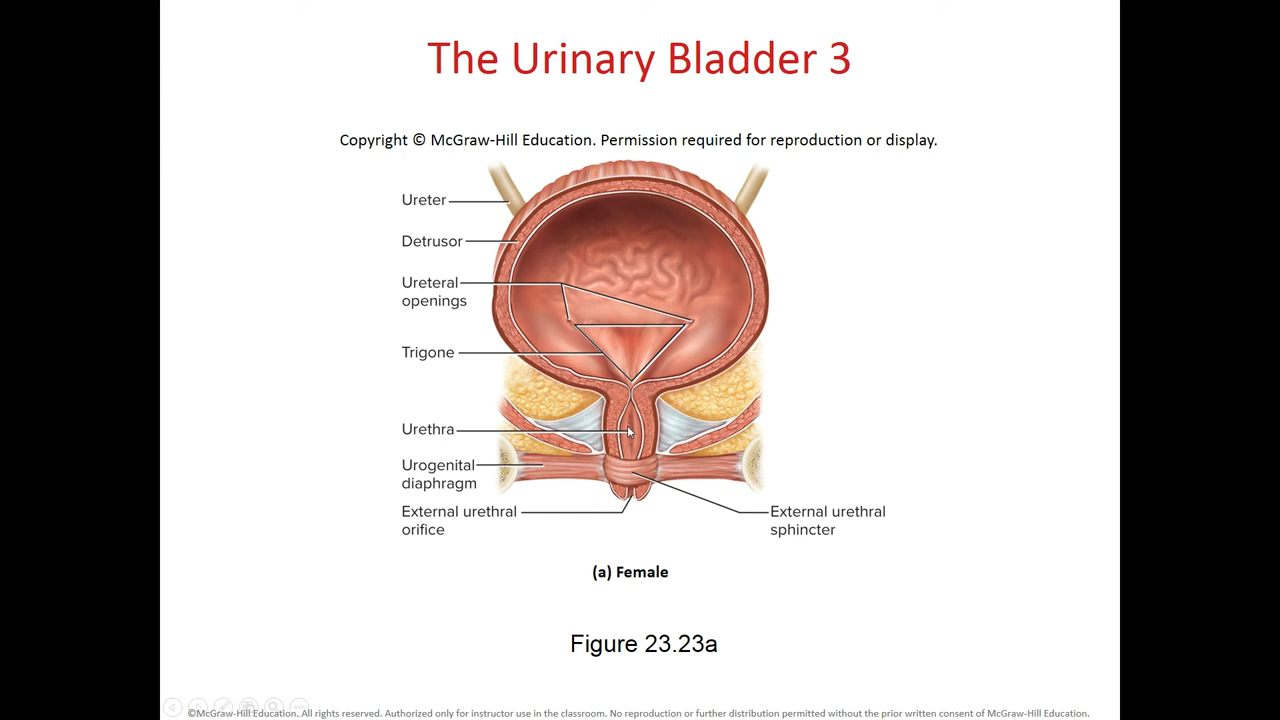 The Urinary Bladder 3
Copyright © McGraw-Hill Education. Permission required for reproduction or display.
Ureter
Detrusor
Ureteral
openings
Trigone
Urethra
Urogenital
diaphragm
External urethral
orifice
External urethral
sphincter
(a) Female
Figure 23.23a
©McGraw-Hill Education. All rights reserved. Authorized only for instructor use in the classroom. No reproduction or further distribution permitted without the prior written consent of McGraw-Hill Education.